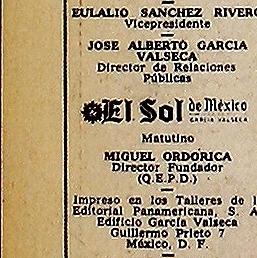 EULALIO SANCHEZ RIVERO
Vicepresidente
JOSE ALBERTO GARCIA
VALSECA
Director de Relaciones
Públicas
El Sol de México
GARCIA VALSECA
Matutino
MIGUEL ORDORICA
Director Fundador
(Q.E.P.D.)
Impreso en los Talleres de l
Editorial Panamericana, S. A
Edificio García Valseca
Guillermo Prieto 7
México, D. F.